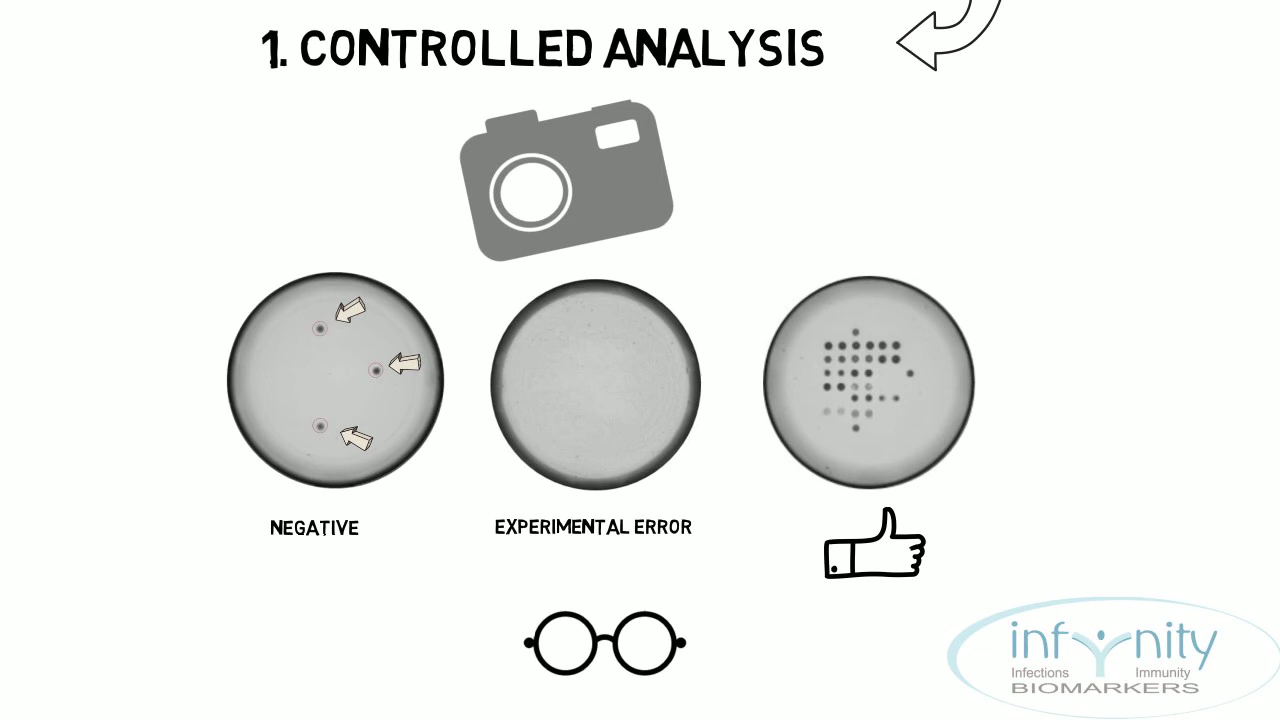 1. CONTROLLED ANALYSIS
NEGATIVE
EXPERIMENTAL ERROR
infynity
Infections Immunity
BIOMARKERS